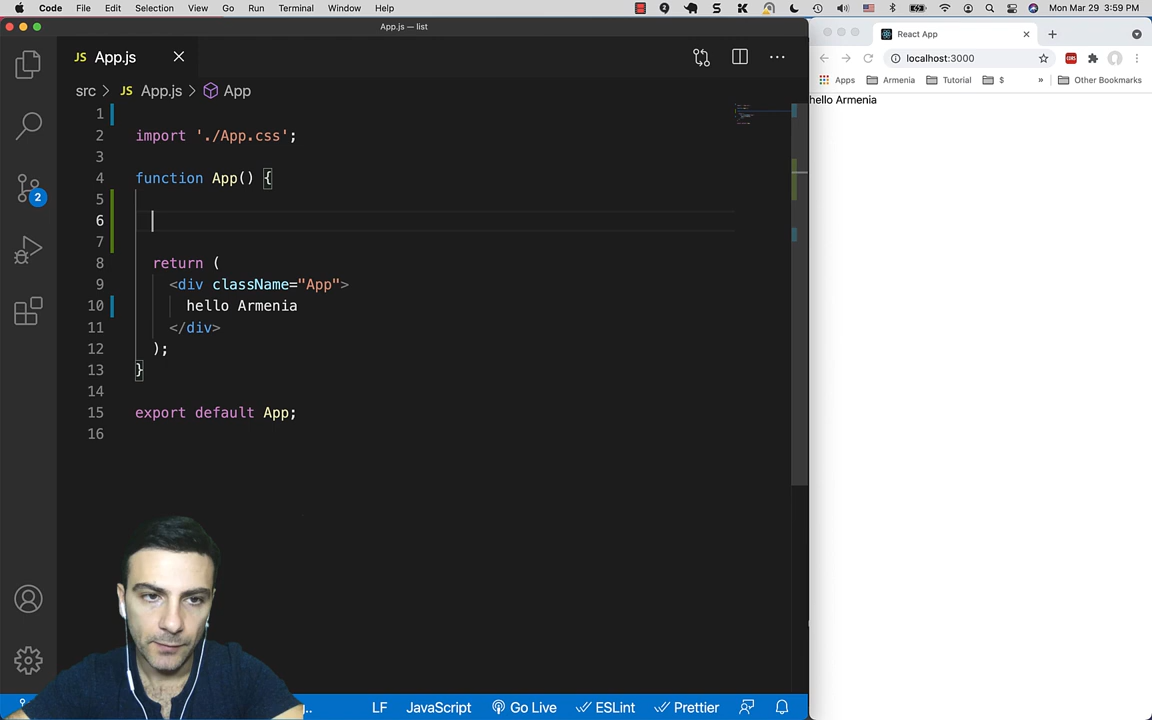 Code File Edit Selection View Go Run Terminal Window Help Mon Mar 29 3:59 PM
App.js — list
JS App.js
src > JS App.js > App
1
2 import './App.css';
3
4 function App() {
5
6
7
8 return (
9 <div className="App">
10 hello Armenia
11 </div>
12 );
13 }
14
15 export default App;
16
2
LF JavaScript Go Live ESLint Prettier
React App
localhost:3000
CORS
Apps Armenia Tutorial $ » Other Bookmarks
hello Armenia